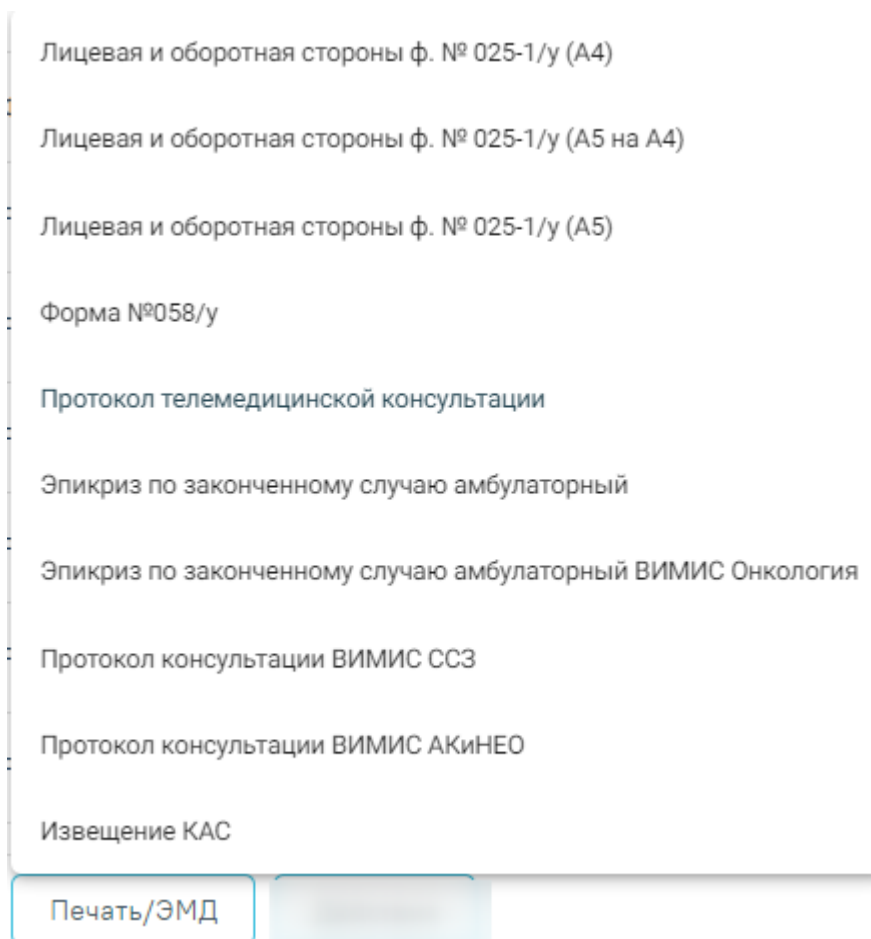 Лицевая и оборотная стороны ф. № 025-1/у (А4)
Лицевая и оборотная стороны ф. № 025-1/у (А5 на А4)
Лицевая и оборотная стороны ф. № 025-1/у (А5)
Форма №058/у
Протокол телемедицинской консультации
Эпикриз по законченному случаю амбулаторный
Эпикриз по законченному случаю амбулаторный ВИМИС Онкология
Протокол консультации ВИМИС ССЗ
Протокол консультации ВИМИС АКиНЕО
Извещение КАС
Печать/ЭМД